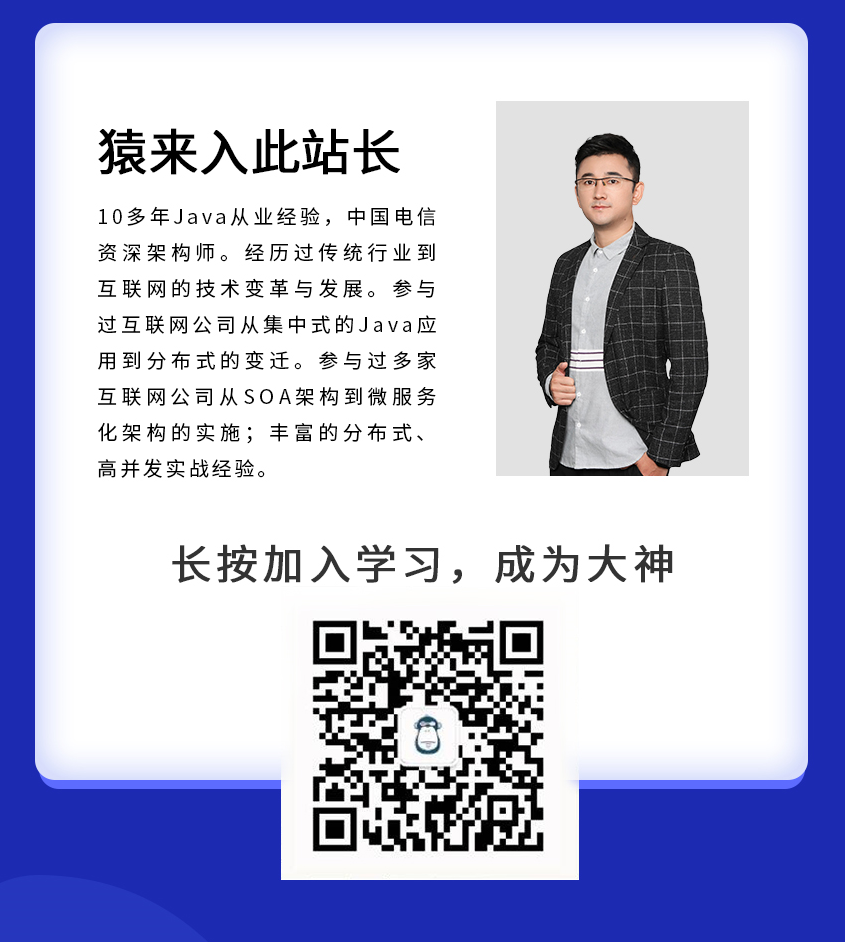 猿来入此站长
10多年Java从业经验，中国电信
资深架构师。经历过传统行业到
互联网的技术变革与发展。参与
过互联网公司从集中式的Java应
用到分布式的变迁。参与过多家
互联网公司从SOA架构到微服务
化架构的实施；丰富的分布式、
高并发实战经验。
长按加入学习，成为大神